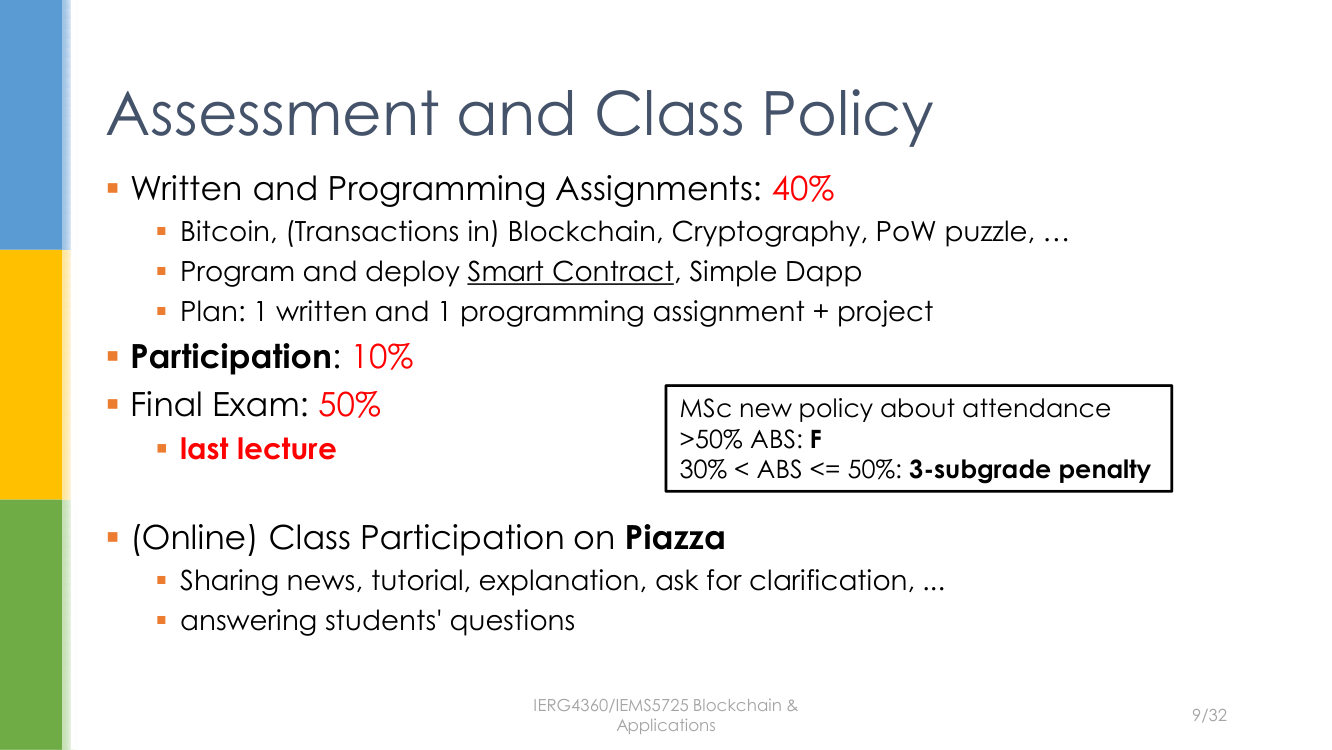 Assessment and Class Policy
▪ Written and Programming Assignments: 40%
▪ Bitcoin, (Transactions in) Blockchain, Cryptography, PoW puzzle, …
▪ Program and deploy Smart Contract, Simple Dapp
▪ Plan: 1 written and 1 programming assignment + project
▪ Participation: 10%
▪ Final Exam: 50%
▪ last lecture
MSc new policy about attendance
>50% ABS: F
30% < ABS <= 50%: 3-subgrade penalty
▪ (Online) Class Participation on Piazza
▪ Sharing news, tutorial, explanation, ask for clarification, ...
▪ answering students' questions
IERG4360/IEMS5725 Blockchain &
Applications
9/32